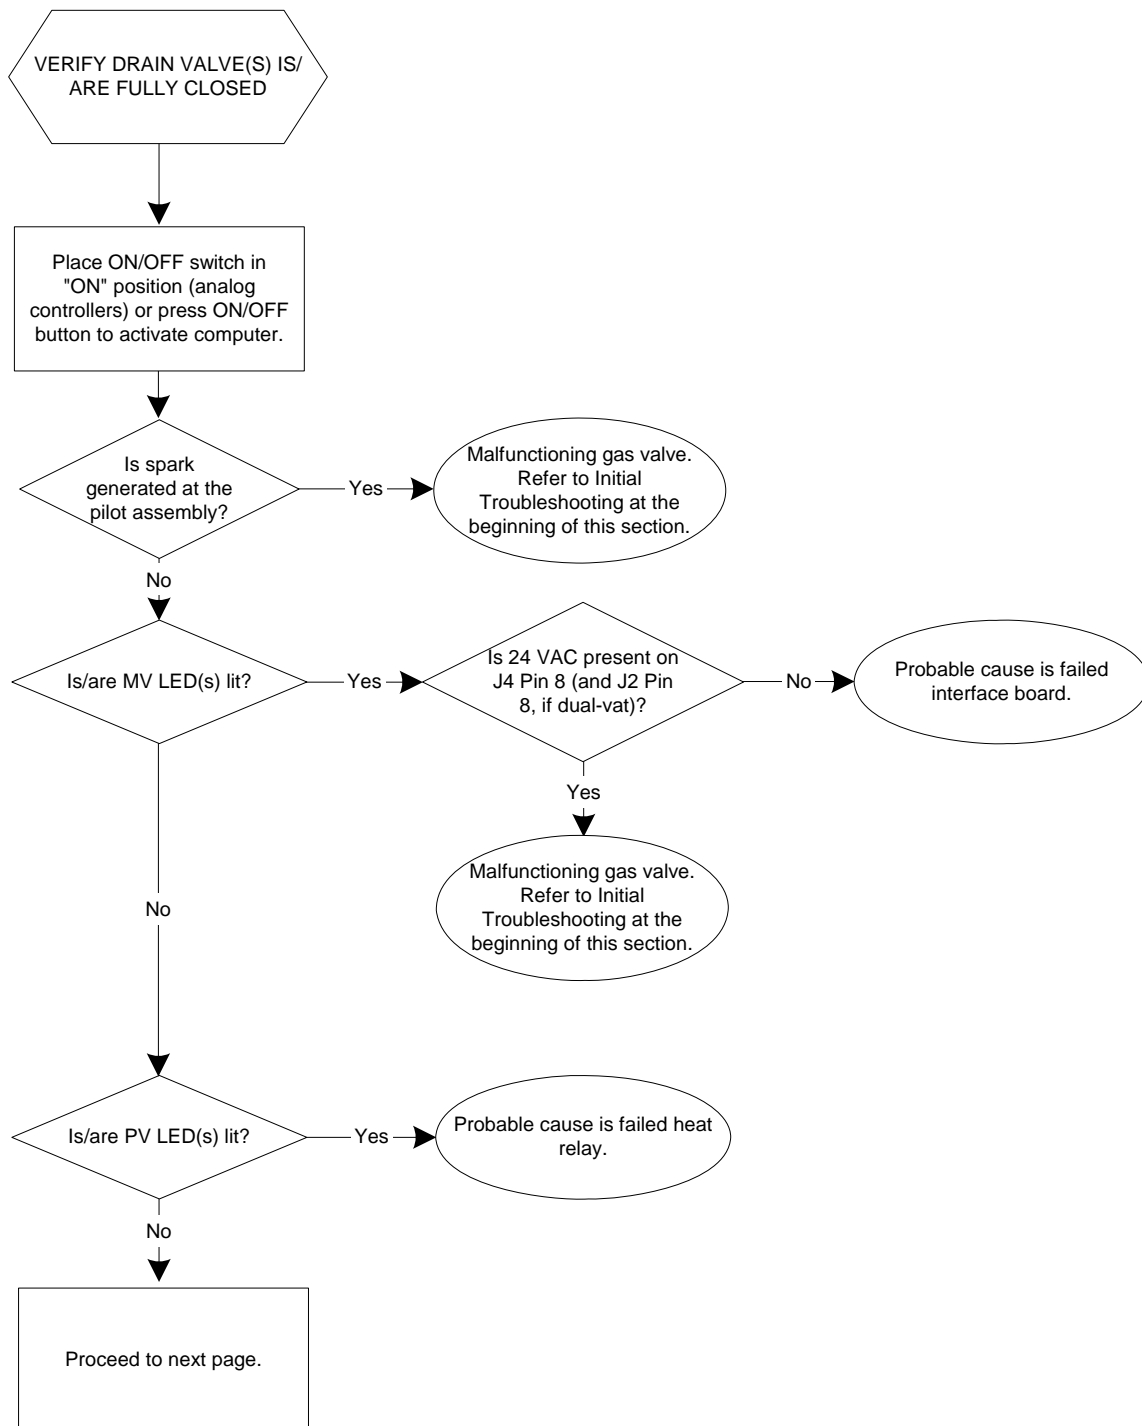 VERIFY DRAIN VALVE(S) IS/
ARE FULLY CLOSED
Place ON/OFF switch in
"ON" position (analog
controllers) or press ON/OFF
button to activate computer.
Is spark
generated at the
pilot assembly?
Yes
Malfunctioning gas valve.
Refer to Initial
Troubleshooting at the
beginning of this section.
No
Is/are MV LED(s) lit?
Yes
Is 24 VAC present on
J4 Pin 8 (and J2 Pin
8, if dual-vat)?
No
Probable cause is failed
interface board.
Yes
Malfunctioning gas valve.
Refer to Initial
Troubleshooting at the
beginning of this section.
No
Is/are PV LED(s) lit?
Yes
Probable cause is failed heat
relay.
No
Proceed to next page.